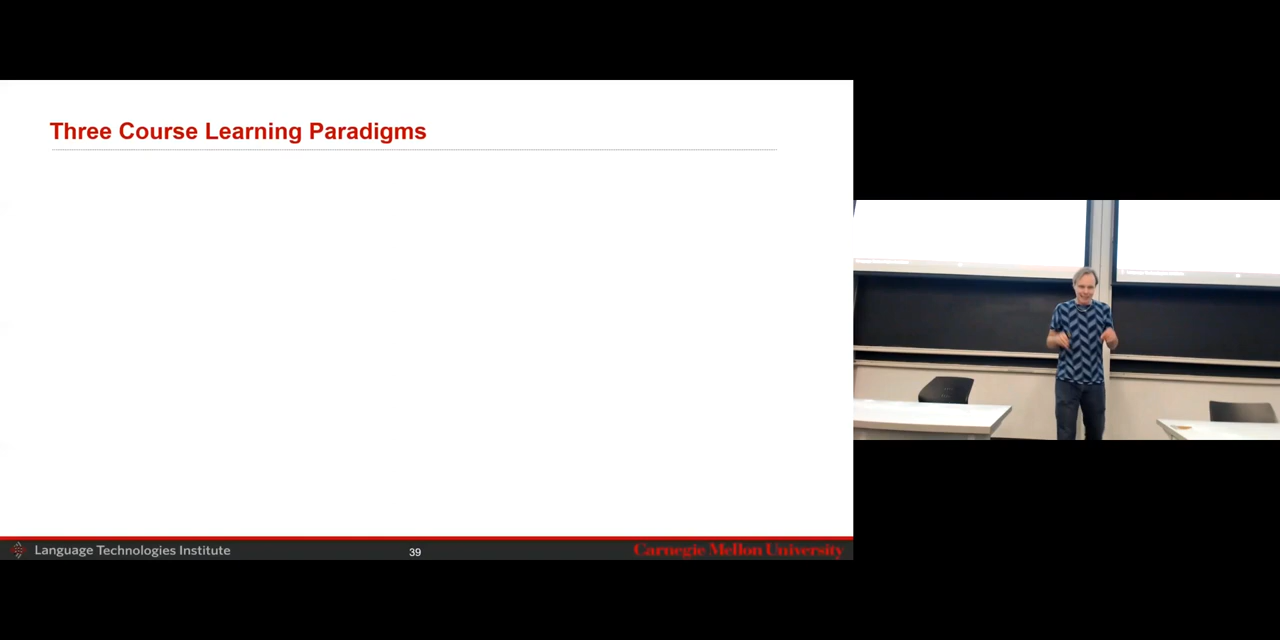 Three Course Learning Paradigms
Language Technologies Institute
39
Carnegie Mellon University